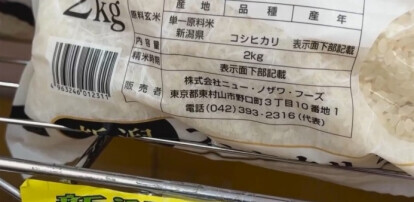 2kg
原料玄米
産地 品種 産年
単一原料米
新潟県 コシヒカリ 表示面下部記載
内容量 2kg
精米時期 表示面下部記載
販売者 株式会社ニュー・ノザワ・フーズ
東京都東村山市野口町3丁目10番地1
電話(042)393-2316(代表)
4963266012311